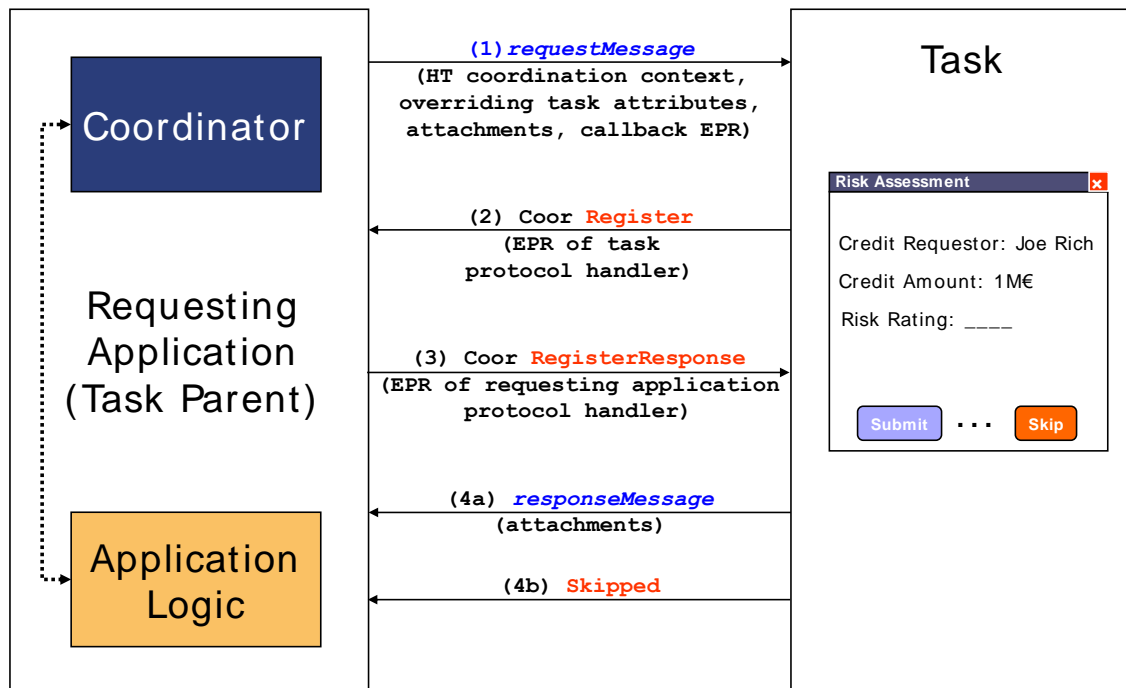 Coordinator
Requesting
Application
(Task Parent)
Application
Logic
(1) requestMessage
(HT coordination context,
overriding task attributes,
attachments, callback EPR)
(2) Coor Register
(EPR of task
protocol handler)
(3) Coor RegisterResponse
(EPR of requesting application
protocol handler)
(4a) responseMessage
(attachments)
(4b) Skipped
Task
Risk Assessment
x
Credit Requestor: Joe Rich
Credit Amount: 1M€
Risk Rating: ____
Submit ... Skip